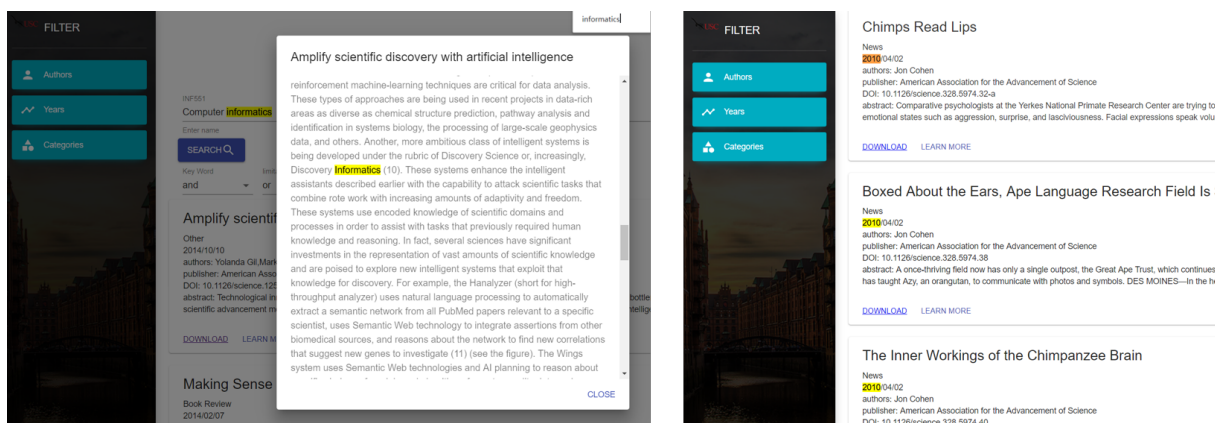 USC FILTER
Authors
Years
Categories
informatics
INF551
Computer informatics
Enter name
SEARCH
Key Word
and
or
Amplify scientif
Other
2014/10/10
authors: Yolanda Gil,Mark
publisher: American Asso
DOI: 10.1126/science.125
abstract: Technological in
scientific advancement m
DOWNLOAD LEARN M
Making Sense
Book Review
2014/02/07
Amplify scientific discovery with artificial intelligence
reinforcement machine-learning techniques are critical for data analysis.
These types of approaches are being used in recent projects in data-rich
areas as diverse as chemical structure prediction, pathway analysis and
identification in systems biology, the processing of large-scale geophysics
data, and others. Another, more ambitious class of intelligent systems is
being developed under the rubric of Discovery Science or, increasingly,
Discovery Informatics (10). These systems enhance the intelligent
assistants described earlier with the capability to attack scientific tasks that
combine rote work with increasing amounts of adaptivity and freedom.
These systems use encoded knowledge of scientific domains and
processes in order to assist with tasks that previously required human
knowledge and reasoning. In fact, several sciences have significant
investments in the representation of vast amounts of scientific knowledge
and are poised to explore new intelligent systems that exploit that
knowledge for discovery. For example, the Hanalyzer (short for high-
throughput analyzer) uses natural language processing to automatically
extract a semantic network from all PubMed papers relevant to a specific
scientist, uses Semantic Web technology to integrate assertions from other
biomedical sources, and reasons about the network to find new correlations
that suggest new genes to investigate (11) (see the figure). The Wings
system uses Semantic Web technologies and AI planning to reason about
CLOSE
bottle
ntellige
USC FILTER
Authors
Years
Categories
Chimps Read Lips
News
2010/04/02
authors: Jon Cohen
publisher: American Association for the Advancement of Science
DOI: 10.1126/science.328.5974.32-a
abstract: Comparative psychologists at the Yerkes National Primate Research Center are trying to
emotional states such as aggression, surprise, and lasciviousness. Facial expressions speak volu
DOWNLOAD LEARN MORE
Boxed About the Ears, Ape Language Research Field Is
News
2010/04/02
authors: Jon Cohen
publisher: American Association for the Advancement of Science
DOI: 10.1126/science.328.5974.38
abstract: A once-thriving field now has only a single outpost, the Great Ape Trust, which continues
has taught Azy, an orangutan, to communicate with photos and symbols. DES MOINES—In the he
DOWNLOAD LEARN MORE
The Inner Workings of the Chimpanzee Brain
News
2010/04/02
authors: Jon Cohen
publisher: American Association for the Advancement of Science
DOI: 10.1126/science.328.5974.40